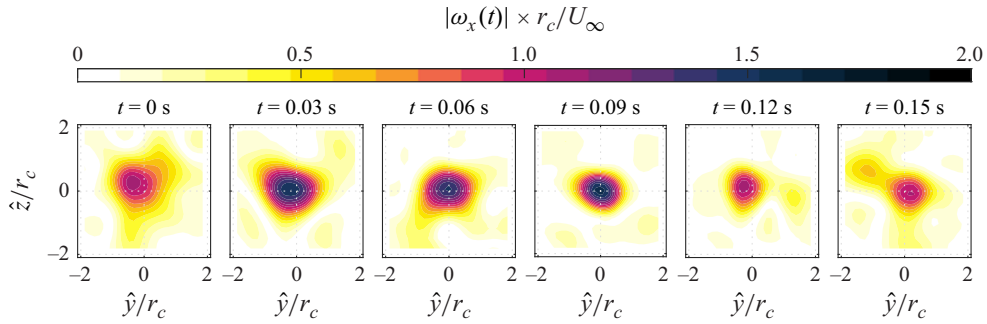 |ω_x(t)| × r_c/U_∞
0 0.5 1.0 1.5 2.0
t = 0 s t = 0.03 s t = 0.06 s t = 0.09 s t = 0.12 s t = 0.15 s
2
ẑ/r_c 0
−2
−2 0 2 −2 0 2 −2 0 2 −2 0 2 −2 0 2 −2 0 2
ŷ/r_c ŷ/r_c ŷ/r_c ŷ/r_c ŷ/r_c ŷ/r_c